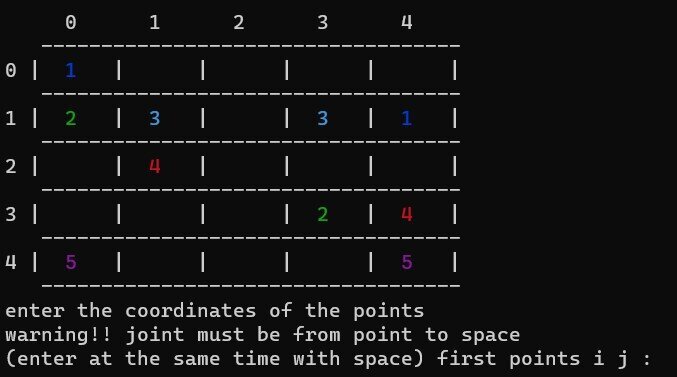 0 1 2 3 4
0 | 1 | | | | |
1 | 2 | 3 | | 3 | 1 |
2 | | 4 | | | |
3 | | | | 2 | 4 |
4 | 5 | | | | 5 |
enter the coordinates of the points
warning!! joint must be from point to space
(enter at the same time with space) first points i j :